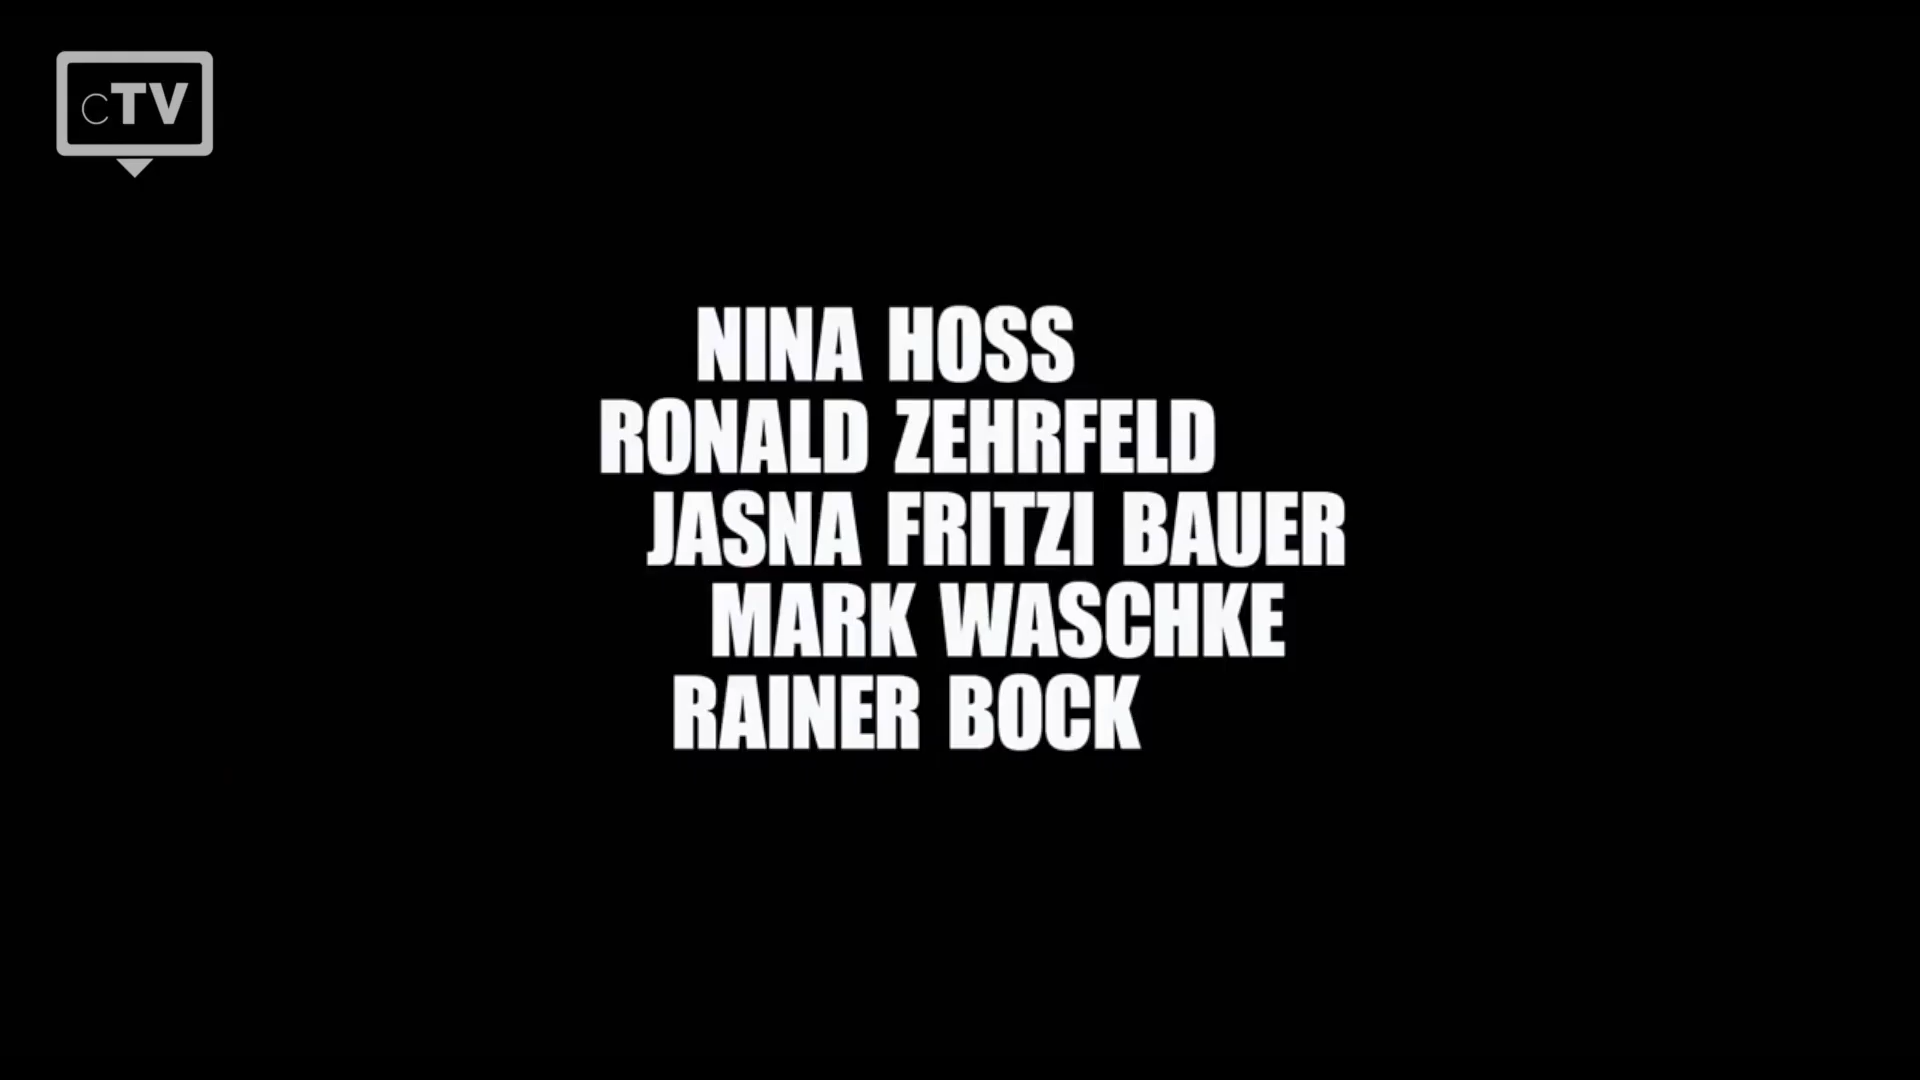 cTV
NINA HOSS
RONALD ZEHRFELD
JASNA FRITZI BAUER
MARK WASCHKE
RAINER BOCK